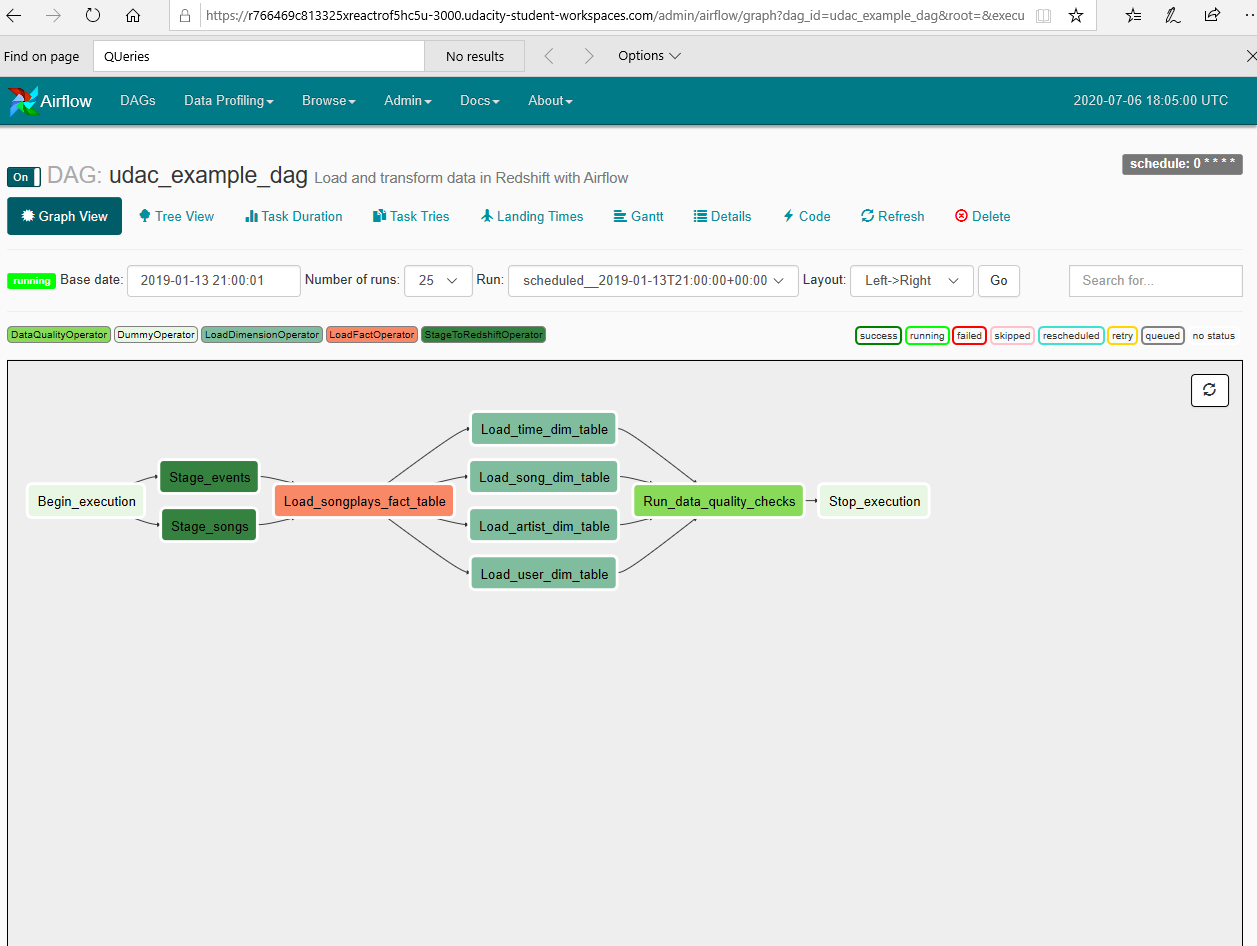 https://r766469c813325xreactrof5hc5u-3000.udacity-student-workspaces.com/admin/airflow/graph?dag_id=udac_example_dag&root=&execu
Find on page QUeries No results Options
Airflow DAGs Data Profiling Browse Admin Docs About 2020-07-06 18:05:00 UTC
schedule: 0 * * * *
On DAG: udac_example_dag Load and transform data in Redshift with Airflow
Graph View Tree View Task Duration Task Tries Landing Times Gantt Details Code Refresh Delete
running Base date: 2019-01-13 21:00:01 Number of runs: 25 Run: scheduled__2019-01-13T21:00:00+00:00 Layout: Left->Right Go Search for...
DataQualityOperator DummyOperator LoadDimensionOperator LoadFactOperator StageToRedshiftOperator success running failed skipped rescheduled retry queued no status
Load_time_dim_table
Stage_events Load_song_dim_table
Begin_execution Load_songplays_fact_table Run_data_quality_checks Stop_execution
Stage_songs Load_artist_dim_table
Load_user_dim_table